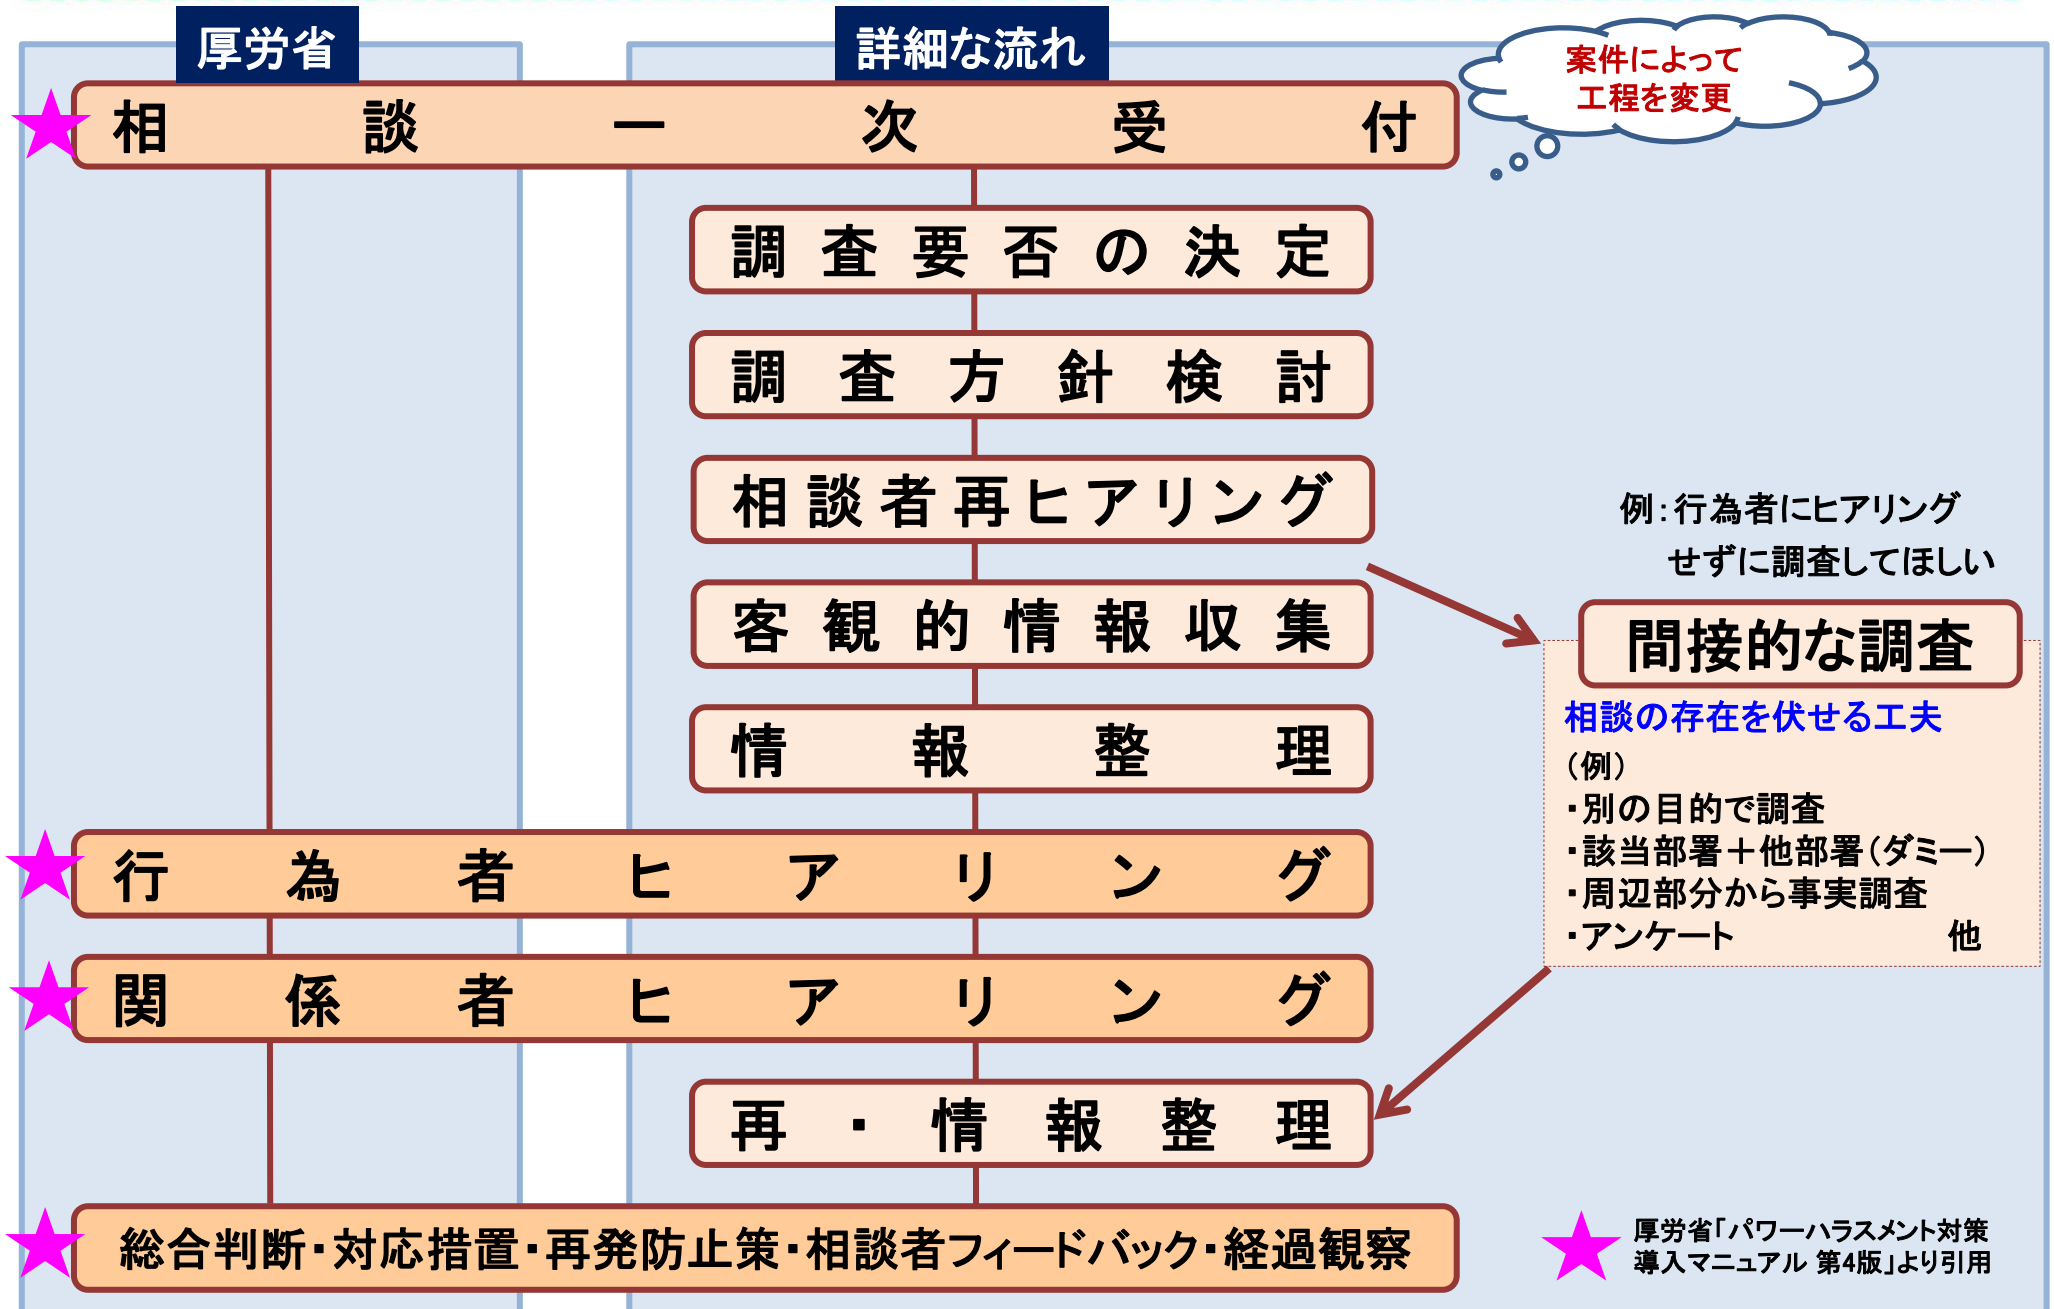 厚労省
詳細な流れ
案件によって
工程を変更
相談一次受付
調査要否の決定
調査方針検討
相談者再ヒアリング
例：行為者にヒアリング
せずに調査してほしい
客観的情報収集
間接的な調査
相談の存在を伏せる工夫
（例）
・別の目的で調査
・該当部署＋他部署（ダミー）
・周辺部分から事実調査
・アンケート　他
情報整理
行為者ヒアリング
関係者ヒアリング
再・情報整理
総合判断・対応措置・再発防止策・相談者フィードバック・経過観察
厚労省「パワーハラスメント対策
導入マニュアル 第4版」より引用